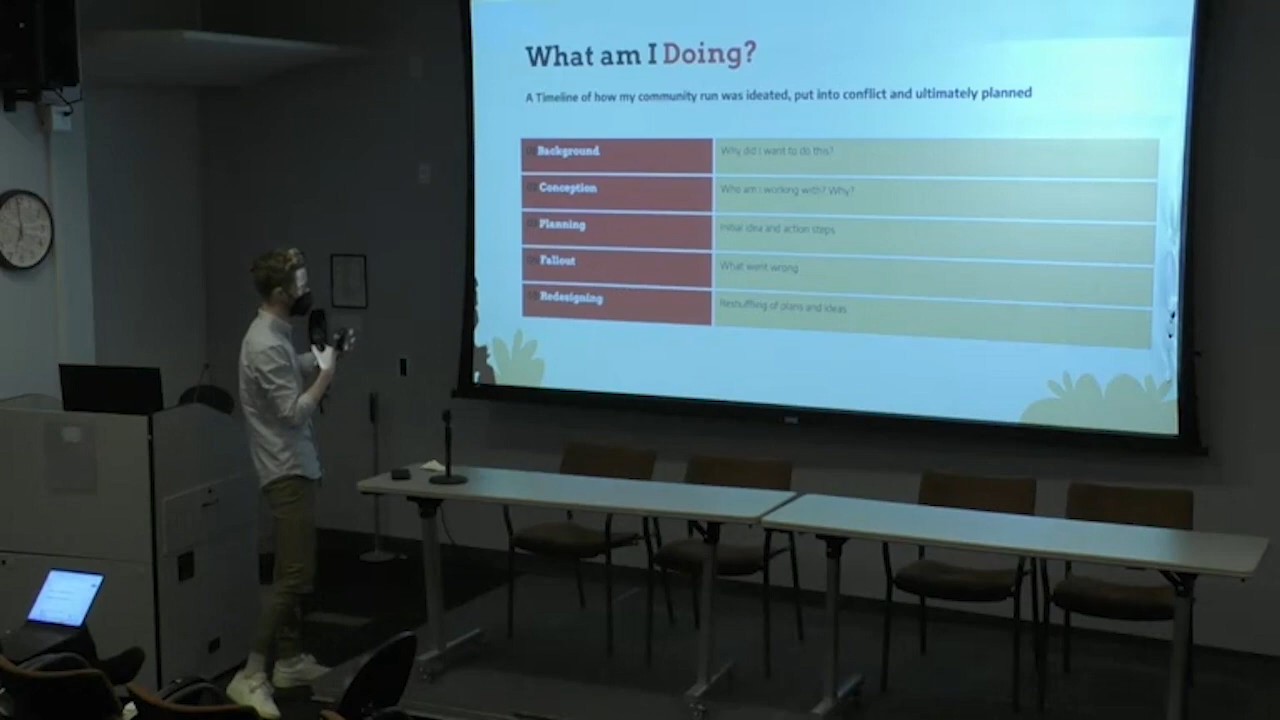 What am I Doing?
A Timeline of how my community run was ideated, put into conflict and ultimately planned
Background Why did I want to do this?
Conception Who am I working with? Why?
Planning Initial idea and action steps
Fallout What went wrong
Redesigning Reshuffling of plans and ideas